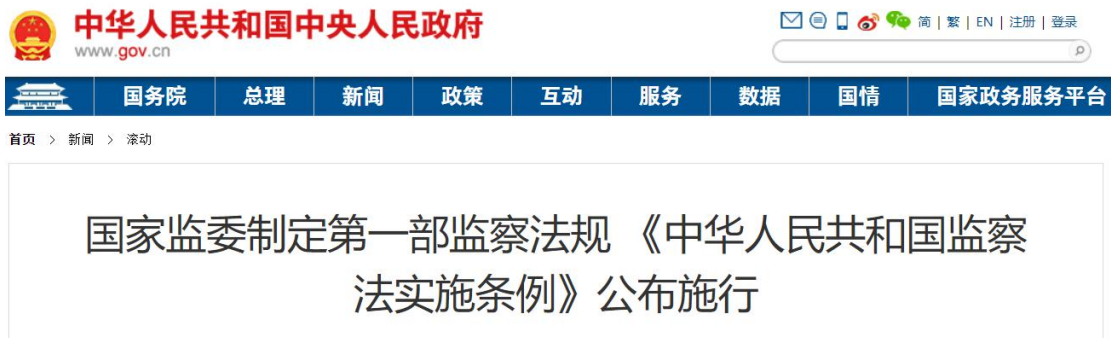 中华人民共和国中央人民政府
www.gov.cn
简 | 繁 | EN | 注册 | 登录
国务院 总理 新闻 政策 互动 服务 数据 国情 国家政务服务平台
首页 > 新闻 > 滚动
国家监委制定第一部监察法规 《中华人民共和国监察
法实施条例》公布施行